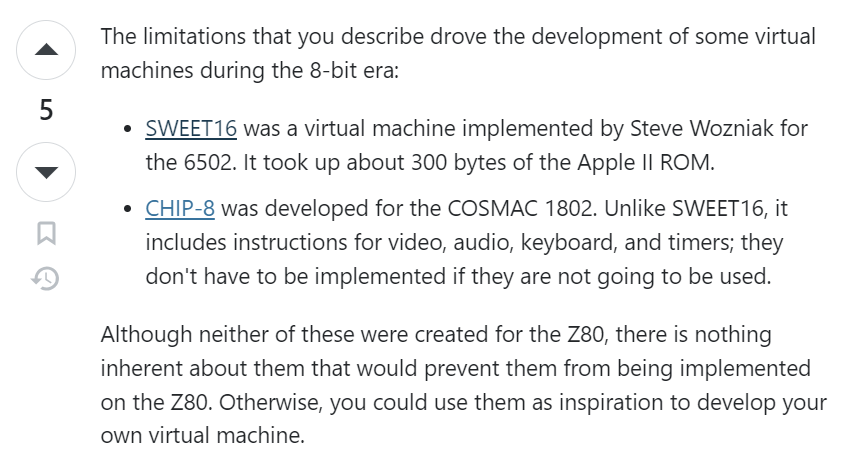 The limitations that you describe drove the development of some virtual
machines during the 8-bit era:
5
• SWEET16 was a virtual machine implemented by Steve Wozniak for
the 6502. It took up about 300 bytes of the Apple II ROM.
• CHIP-8 was developed for the COSMAC 1802. Unlike SWEET16, it
includes instructions for video, audio, keyboard, and timers; they
don't have to be implemented if they are not going to be used.
Although neither of these were created for the Z80, there is nothing
inherent about them that would prevent them from being implemented
on the Z80. Otherwise, you could use them as inspiration to develop your
own virtual machine.